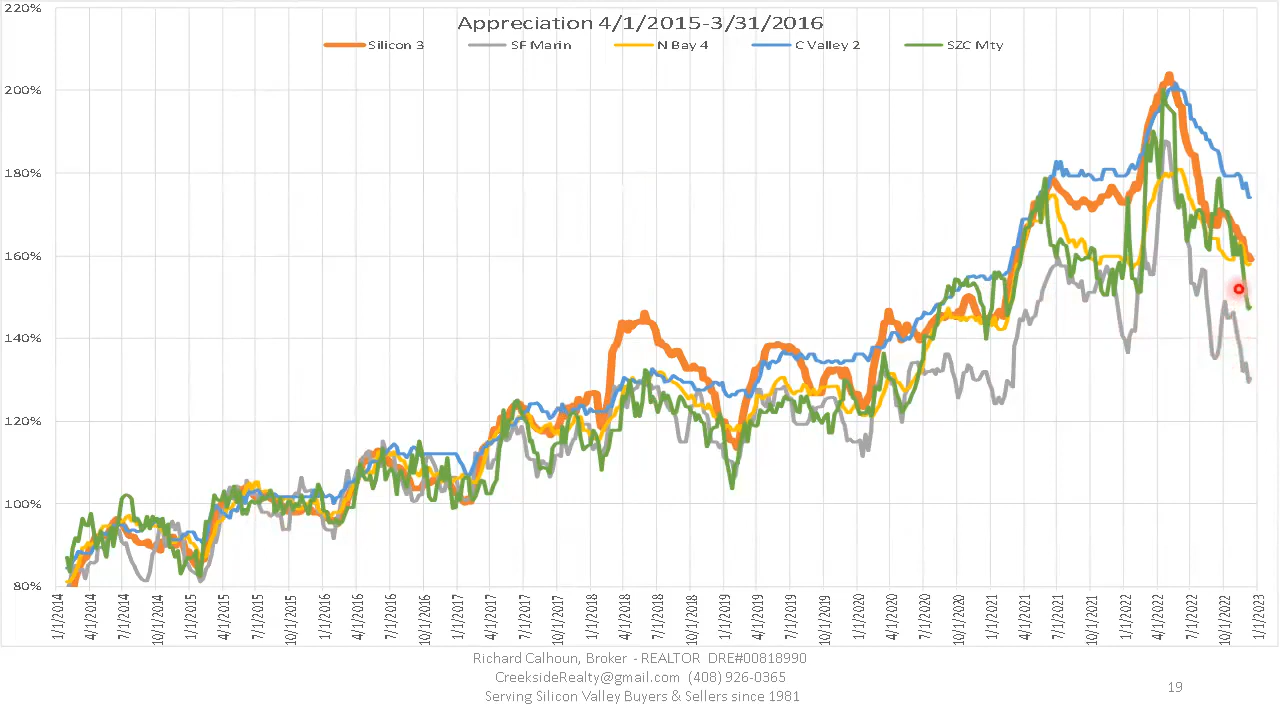 Appreciation 4/1/2015-3/31/2016
Silicon 3 SF Marin N Bay 4 C Valley 2 SZC Mty
220%
200%
180%
160%
140%
120%
100%
80%
1/1/2014 4/1/2014 7/1/2014 10/1/2014 1/1/2015 4/1/2015 7/1/2015 10/1/2015 1/1/2016 4/1/2016 7/1/2016 10/1/2016 1/1/2017 4/1/2017 7/1/2017 10/1/2017 1/1/2018 4/1/2018 7/1/2018 10/1/2018 1/1/2019 4/1/2019 7/1/2019 10/1/2019 1/1/2020 4/1/2020 7/1/2020 10/1/2020 1/1/2021 4/1/2021 7/1/2021 10/1/2021 1/1/2022 4/1/2022 7/1/2022 10/1/2022 1/1/2023
Richard Calhoun, Broker - REALTOR DRE#00818990
CreeksideRealty@gmail.com (408) 926-0365
Serving Silicon Valley Buyers & Sellers since 1981
19